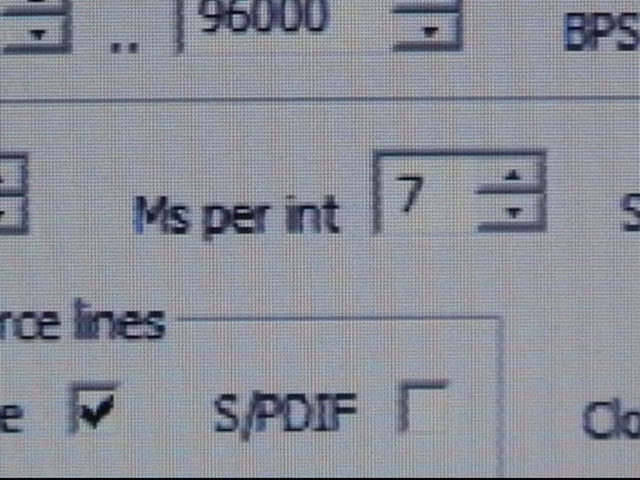 .. 96000 BPS
Ms per int 7 S
rce lines
e S/PDIF Clo